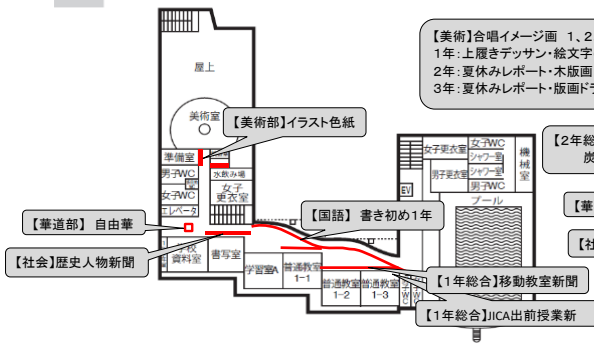 屋上
美術室
準備室
男子WC
女子WC
エレベータ
水飲み場
女子
更衣室
【美術部】イラスト色紙
【華道部】 自由華
【社会】歴史人物新聞
資料室
書写室
学習室A
普通教室
1-1
普通教室
1-2
普通教室
1-3
【国語】 書き初め1年
【1年総合】移動教室新聞
【1年総合】JICA出前授業新
【美術】合唱イメージ画 1、2
1年：上履きデッサン・絵文字
2年：夏休みレポート・木版画
3年：夏休みレポート・版画ド
【2年総
炭
【華
【社
EV
女子更衣室
男子更衣室
女子WC
シャワー室
シャワー室
男子WC
機械室
プール